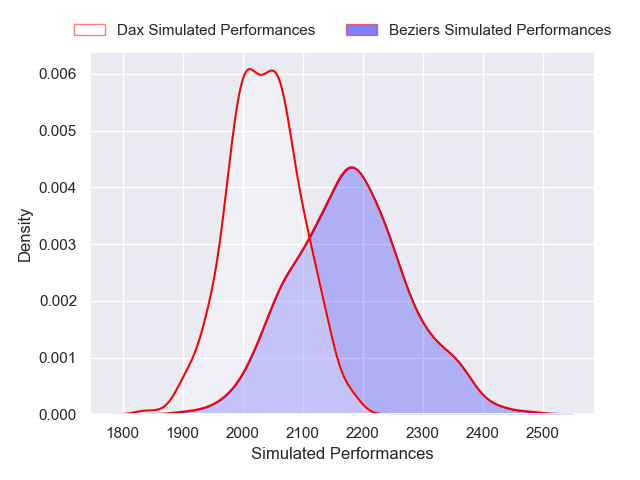 Dax Simulated Performances
Beziers Simulated Performances
0.006
0.005
0.004
0.003
0.002
0.001
0.000
Density
1800 1900 2000 2100 2200 2300 2400 2500
Simulated Performances